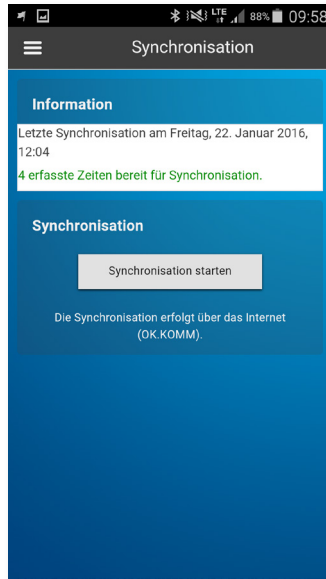 LTE 88% 09:58
Synchronisation
Information
Letzte Synchronisation am Freitag, 22. Januar 2016,
12:04
4 erfasste Zeiten bereit für Synchronisation.
Synchronisation
Synchronisation starten
Die Synchronisation erfolgt über das Internet
(OK.KOMM).